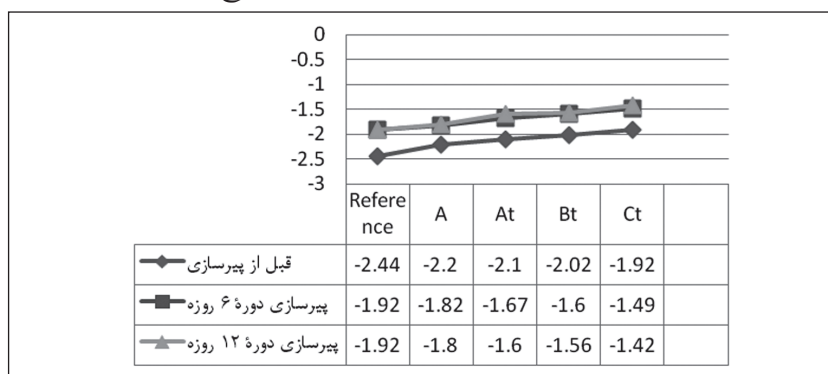 0
-0.5
-1
-1.5
-2
-2.5
-3
Refere
nce A At Bt Ct
قبل از پیرسازی -2.44 -2.2 -2.1 -2.02 -1.92
پیرسازی دورهٔ ۶ روزه -1.92 -1.82 -1.67 -1.6 -1.49
پیرسازی دورهٔ ۱۲ روزه -1.92 -1.8 -1.6 -1.56 -1.42